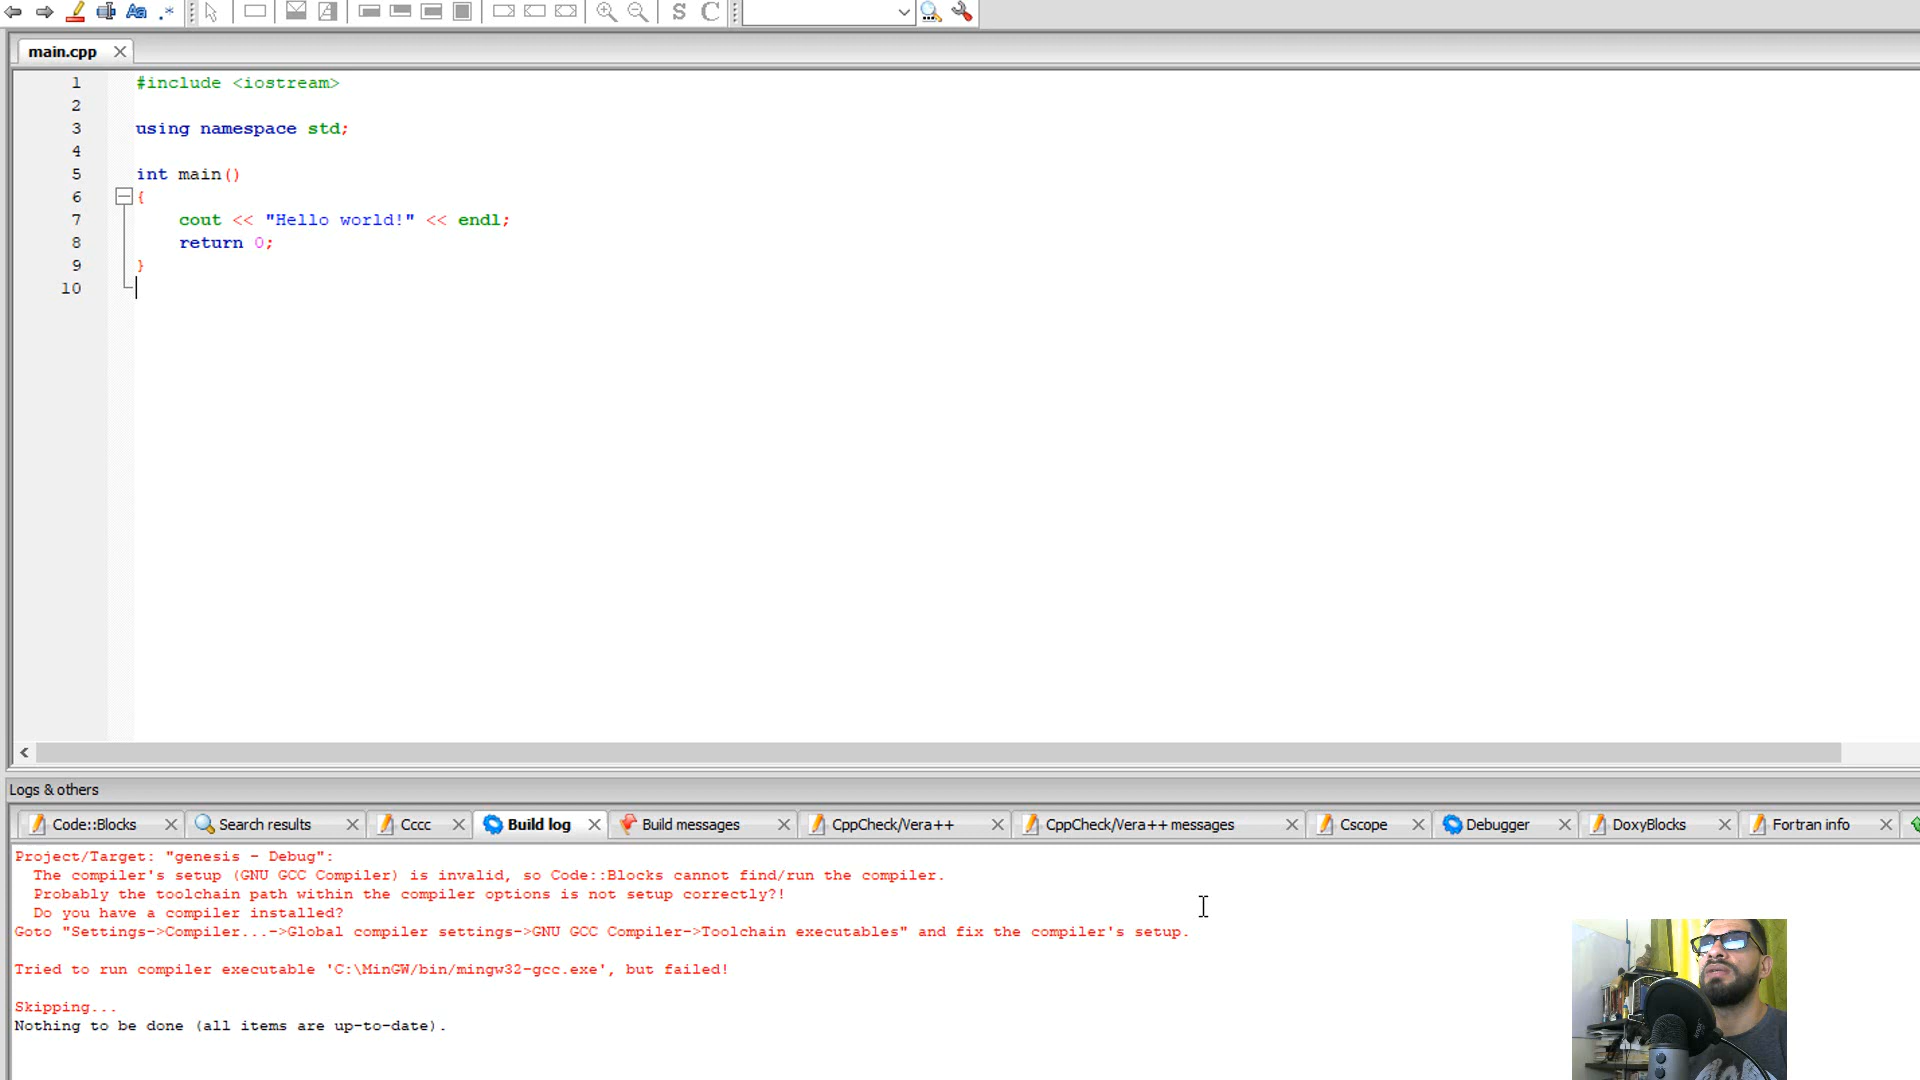 main.cpp
1 #include <iostream>
2
3 using namespace std;
4
5 int main()
6 {
7 cout << "Hello world!" << endl;
8 return 0;
9 }
10
Logs & others
Code::Blocks Search results Cccc Build log Build messages CppCheck/Vera++ CppCheck/Vera++ messages Cscope Debugger DoxyBlocks Fortran info
Project/Target: "genesis - Debug":
The compiler's setup (GNU GCC Compiler) is invalid, so Code::Blocks cannot find/run the compiler.
Probably the toolchain path within the compiler options is not setup correctly?!
Do you have a compiler installed?
Goto "Settings->Compiler...->Global compiler settings->GNU GCC Compiler->Toolchain executables" and fix the compiler's setup.
Tried to run compiler executable 'C:\MinGW/bin/mingw32-gcc.exe', but failed!
Skipping...
Nothing to be done (all items are up-to-date).